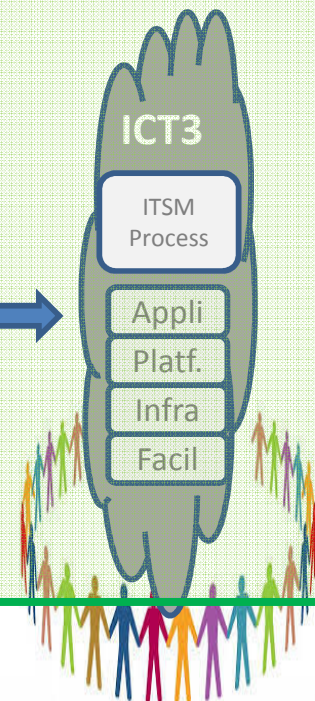 ICT3
ITSM
Process
Appli
Platf.
Infra
Facil